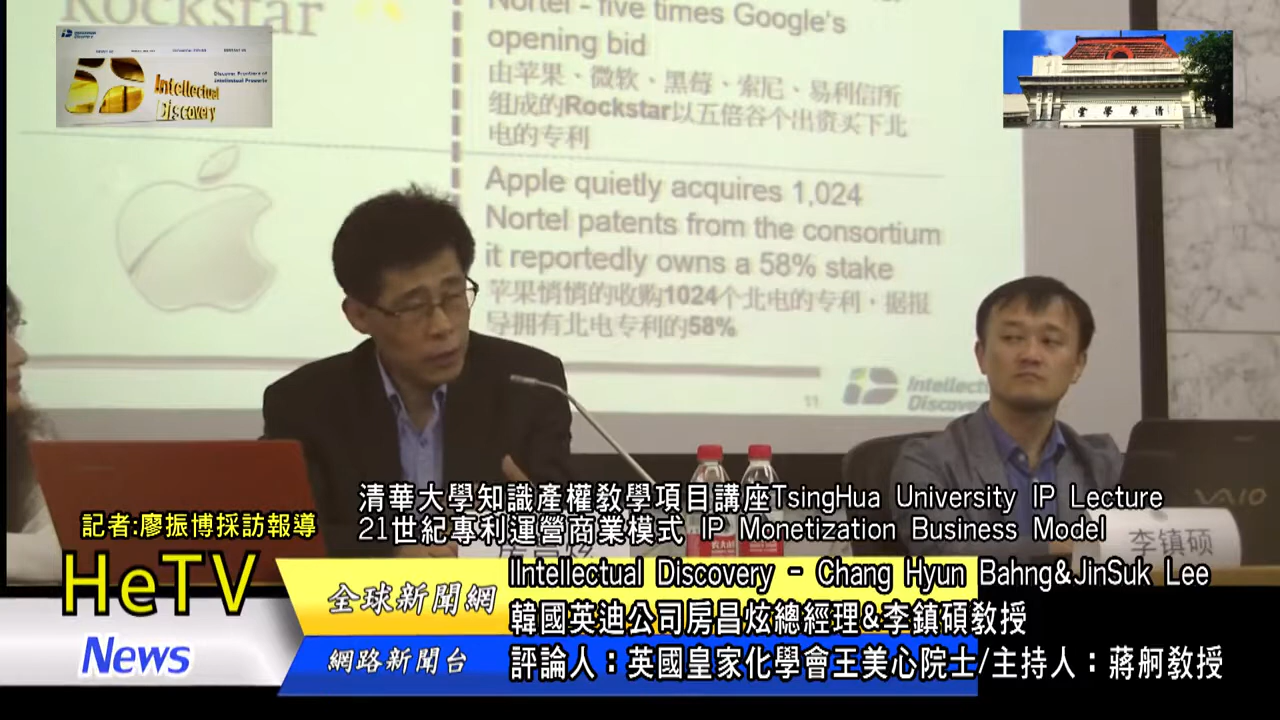 Rockstar
Nortel - five times Google's
opening bid
由苹果、微软、黑莓、索尼、易利信所
组成的Rockstar以五倍谷个出资买下北
电的专利
Apple quietly acquires 1,024
Nortel patents from the consortium
it reportedly owns a 58% stake
苹果悄悄的收购1024个北电的专利，据报
导拥有北电专利的58%
11
Intellect
Discove
Discover Frontiers of
Intellectual Property
Intellectual
Discovery
清華學堂
VAIO
李镇硕
清華大學知識產權教學項目講座TsingHua University IP Lecture
21世紀專利運營商業模式 IP Monetization Business Model
記者:廖振博採訪報導
HeTV
News
全球新聞網
網路新聞台
IIntellectual Discovery - Chang Hyun Bahng&JinSuk Lee
韓國英迪公司房昌炫總經理&李鎮碩教授
評論人：英國皇家化學會王美心院士/主持人：蔣舸教授